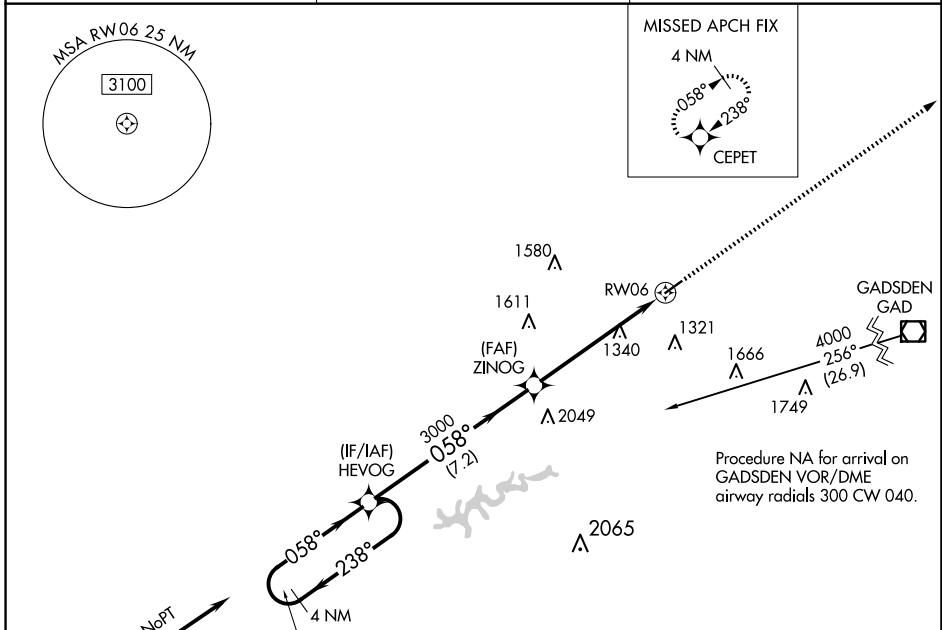 MSA RW06 25 NM
3100
MISSED APCH FIX
4 NM
058°
238°
CEPET
1580
1611
RW06
1340
1321
(FAF)
ZINOG
2049
1666
1749
GADSDEN
GAD
4000
256°
(26.9)
(IF/IAF)
HEVOG
3000
058°
(7.2)
Procedure NA for arrival on
GADSDEN VOR/DME
airway radials 300 CW 040.
2065
058°
238°
4 NM
NoPT